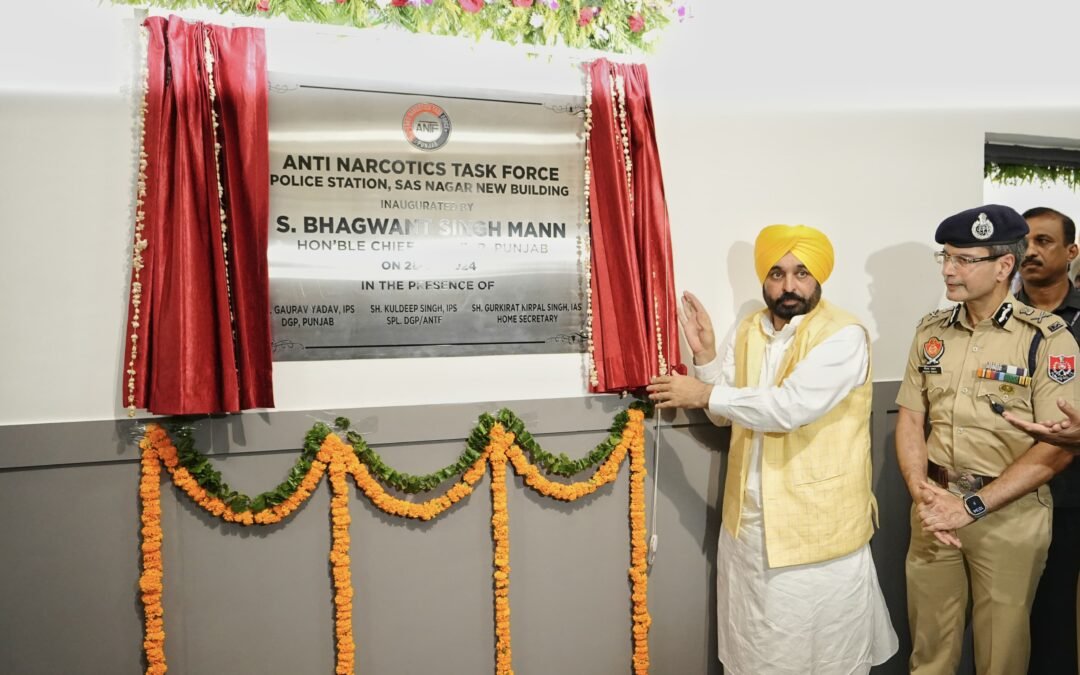 ANTF
PUNJAB
ANTI NARCOTICS TASK FORCE
POLICE STATION, SAS NAGAR NEW BUILDING
INAUGURATED BY
S. BHAGWANT SINGH MANN
HON'BLE CHIEF PUNJAB
ON
IN THE PRESENCE OF
GAURAV YADAV, IPS SH. KULDEEP SINGH, IPS SH. GURKIRAT KIRPAL SINGH, IAS
DGP, PUNJAB SPL. DGP/ANTF HOME SECRETARY